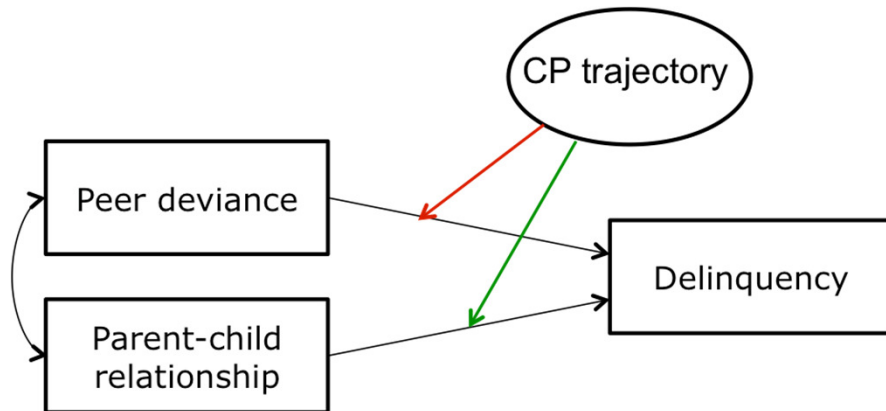 CP trajectory
Peer deviance
Delinquency
Parent-child
relationship